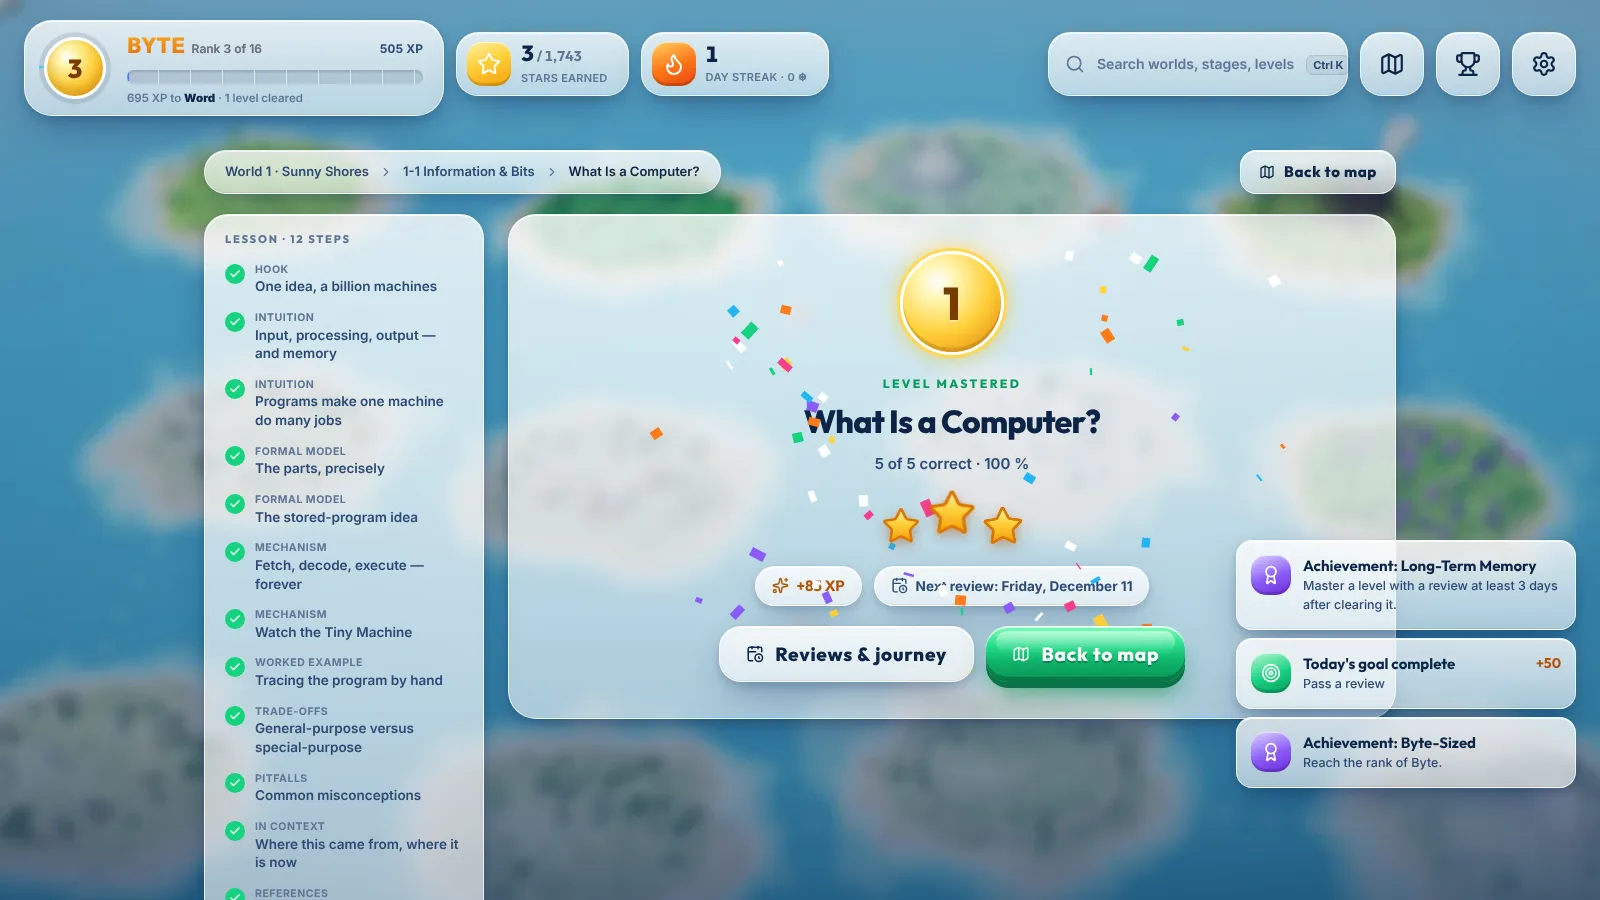 3
BYTE Rank 3 of 16
505 XP
695 XP to Word · 1 level cleared
3 / 1,743
STARS EARNED
1
DAY STREAK · 0 ❄
Search worlds, stages, levels
Ctrl K
World 1 · Sunny Shores > 1-1 Information & Bits > What Is a Computer?
Back to map
LESSON · 12 STEPS
HOOK
One idea, a billion machines
INTUITION
Input, processing, output —
and memory
INTUITION
Programs make one machine
do many jobs
FORMAL MODEL
The parts, precisely
FORMAL MODEL
The stored-program idea
MECHANISM
Fetch, decode, execute —
forever
MECHANISM
Watch the Tiny Machine
WORKED EXAMPLE
Tracing the program by hand
TRADE-OFFS
General-purpose versus
special-purpose
PITFALLS
Common misconceptions
IN CONTEXT
Where this came from, where it
is now
REFERENCES
1
LEVEL MASTERED
What Is a Computer?
5 of 5 correct · 100 %
XP
Next review: Friday, December 11
Reviews & journey
Back to map
Achievement: Long-Term Memory
Master a level with a review at least 3 days
after clearing it.
Today's goal complete
+50
Pass a review
Achievement: Byte-Sized
Reach the rank of Byte.